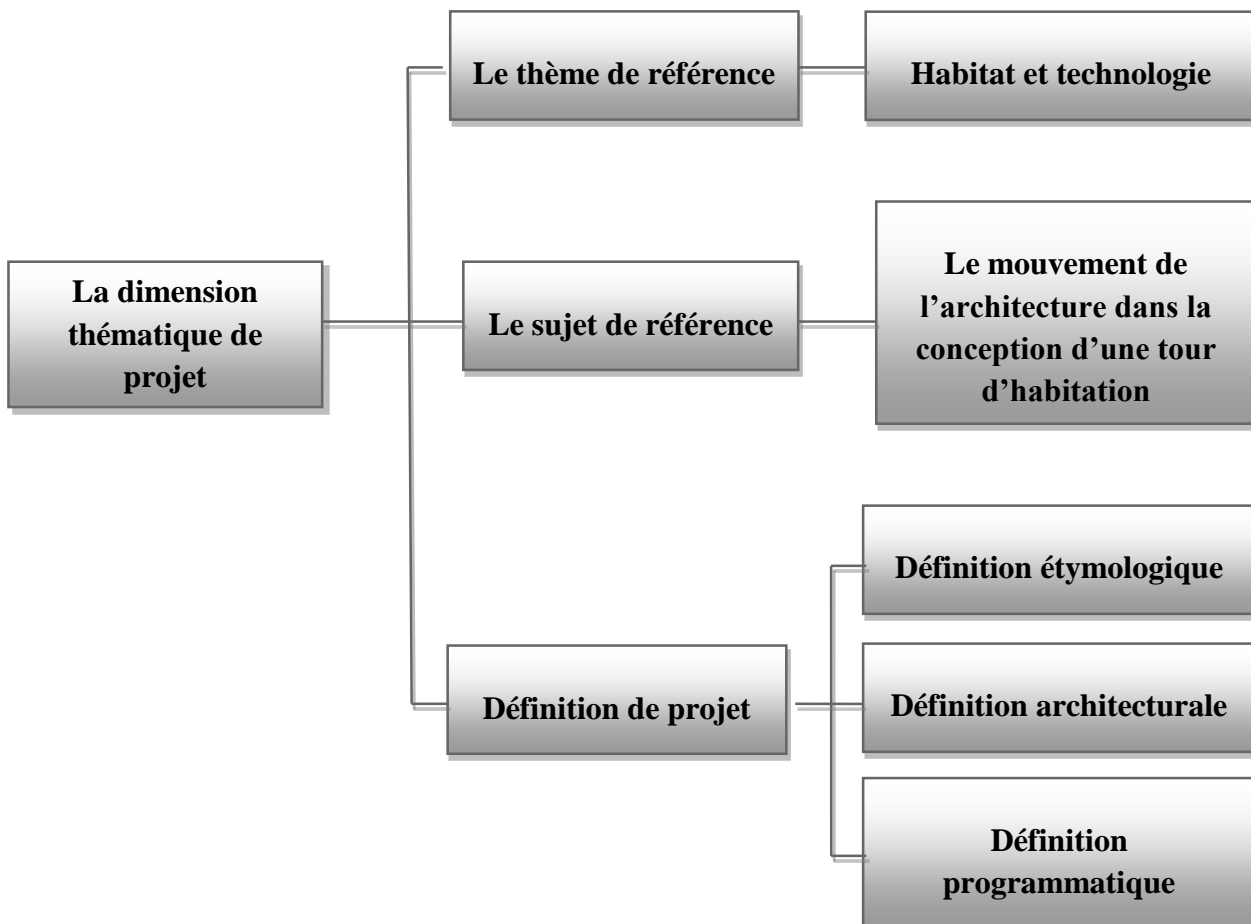 Le thème de référence
Habitat et technologie
La dimension
thématique de
projet
Le sujet de référence
Le mouvement de
l’architecture dans la
conception d’une tour
d’habitation
Définition de projet
Définition étymologique
Définition architecturale
Définition
programmatique